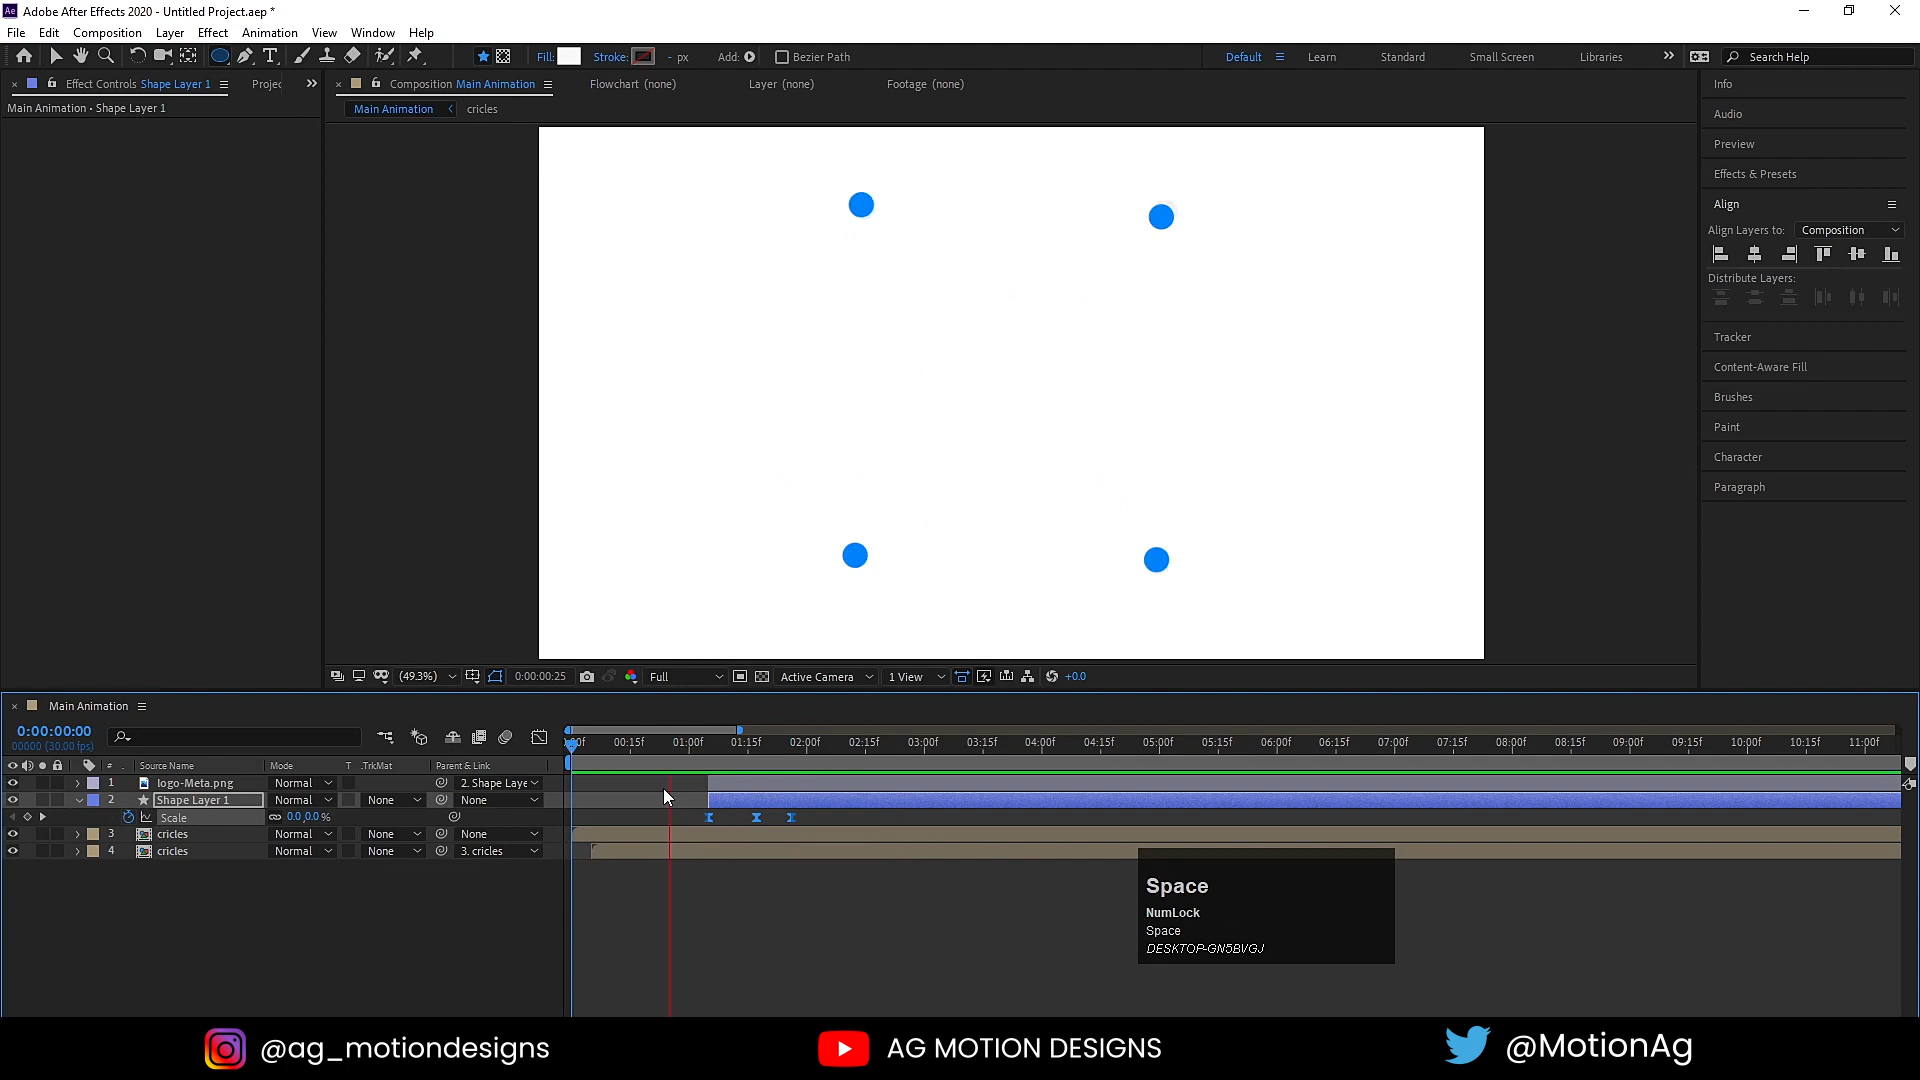 Ae Adobe After Effects 2020 - Untitled Project.aep *
File Edit Composition Layer Effect Animation View Window Help
Fill: Stroke: - px Add: Bezier Path Default Learn Standard Small Screen Libraries Search Help
Effect Controls Shape Layer 1 Projec Composition Main Animation Flowchart (none) Layer (none) Footage (none)
Main Animation • Shape Layer 1
Main Animation cricles
Info
Audio
Preview
Effects & Presets
Align
Align Layers to: Composition
Distribute Layers:
Tracker
Content-Aware Fill
Brushes
Paint
Character
Paragraph
(49.3%) 0:00:00:25 Full Active Camera 1 View +0.0
Main Animation
0:00:00:00
00000 (30.00 fps)
00f 00:15f 01:00f 01:15f 02:00f 02:15f 03:00f 03:15f 04:00f 04:15f 05:00f 05:15f 06:00f 06:15f 07:00f 07:15f 08:00f 08:15f 09:00f 09:15f 10:00f 10:15f 11:00f
# Source Name Mode T .TrkMat Parent & Link
1 logo-Meta.png Normal 2. Shape Laye
2 Shape Layer 1 Normal None None
Scale 0.0,0.0 %
3 cricles Normal None None
4 cricles Normal None 3. cricles
Space
NumLock
Space
DESKTOP-GN5BVGJ
@ag_motiondesigns AG MOTION DESIGNS @MotionAg